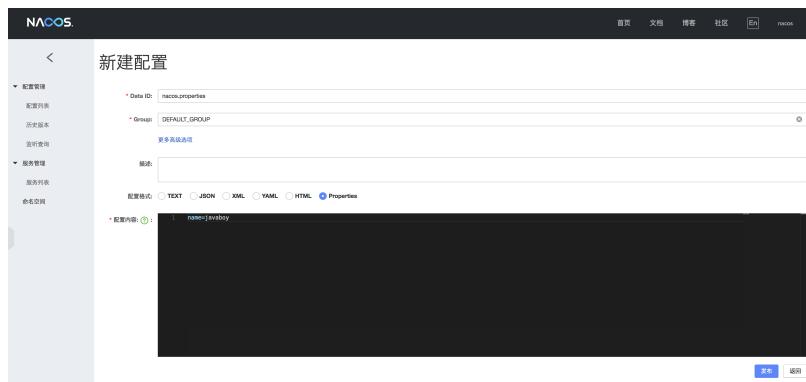 NACOS.
首页 文档 博客 社区 En nacos
新建配置
配置管理
配置列表
历史版本
监听查询
服务管理
服务列表
命名空间
* Data ID: nacos.properties
* Group: DEFAULT_GROUP
更多高级选项
描述:
配置格式: TEXT JSON XML YAML HTML Properties
* 配置内容: ? :
1 name=javaboy
发布 返回